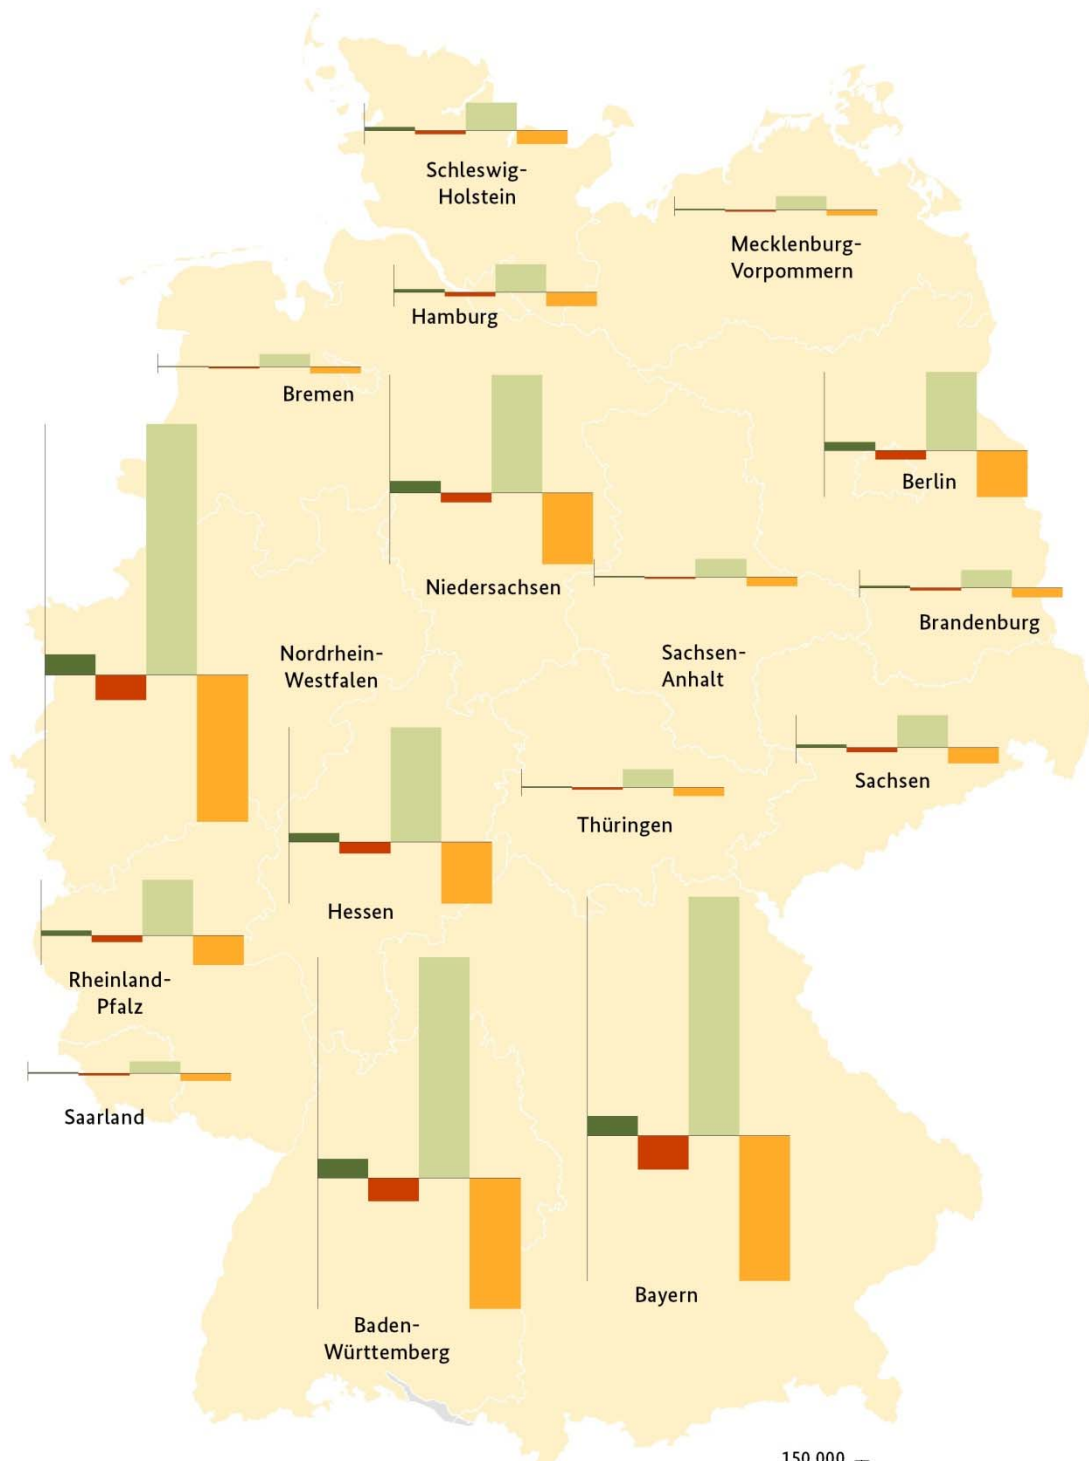 Schleswig-
Holstein
Mecklenburg-
Vorpommern
Hamburg
Bremen
Berlin
Niedersachsen
Brandenburg
Nordrhein-
Westfalen
Sachsen-
Anhalt
Sachsen
Thüringen
Hessen
Rheinland-
Pfalz
Saarland
Bayern
Baden-
Württemberg
150 000